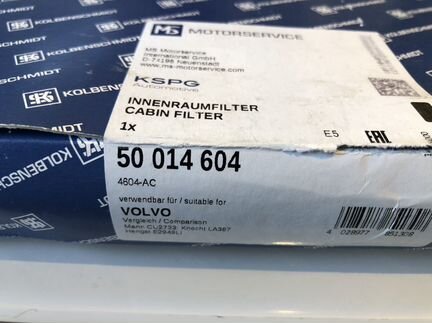 KOLBENSCHMIDT
MS MOTORSERVICE
MS Motorservice
International GmbH
D-74196 Neuenstadt
www.ms-motorservice.com
KSPG
Automotive
INNENRAUMFILTER
CABIN FILTER
1x
E5
EAC
50 014 604
4604-AC
verwendbar für / suitable for
VOLVO
Vergleich / Comparison
Mann: CU2733; Knecht LA387
Hengst E2948LI
4 028977